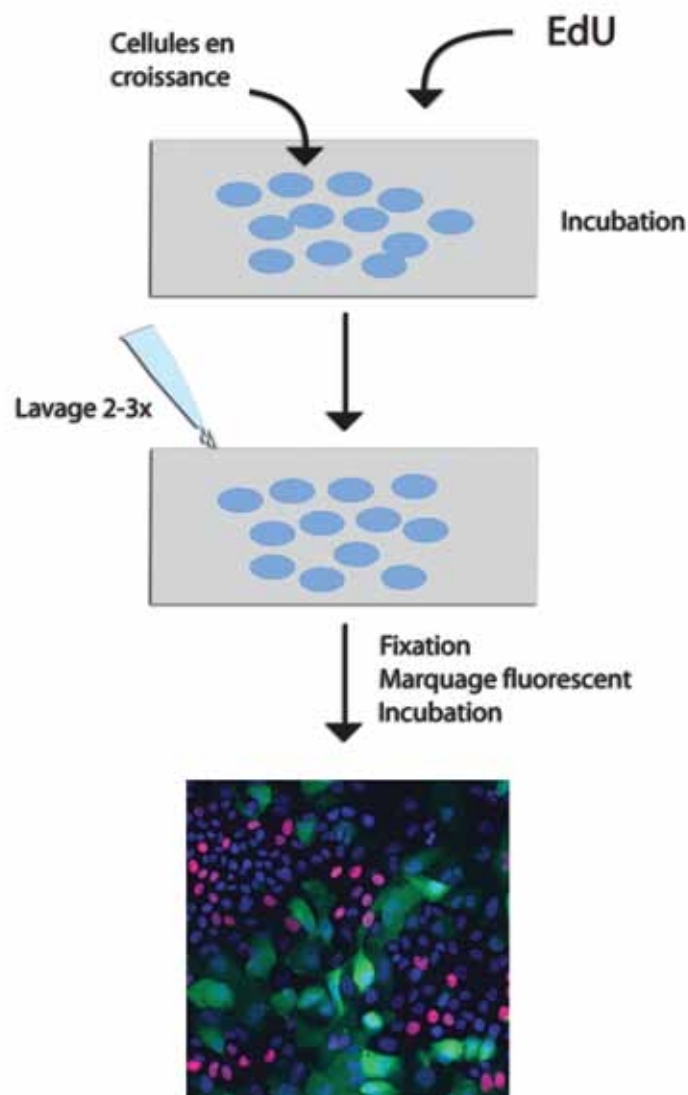 Cellules en
croissance
EdU
Incubation
Lavage 2-3x
Fixation
Marquage fluorescent
Incubation